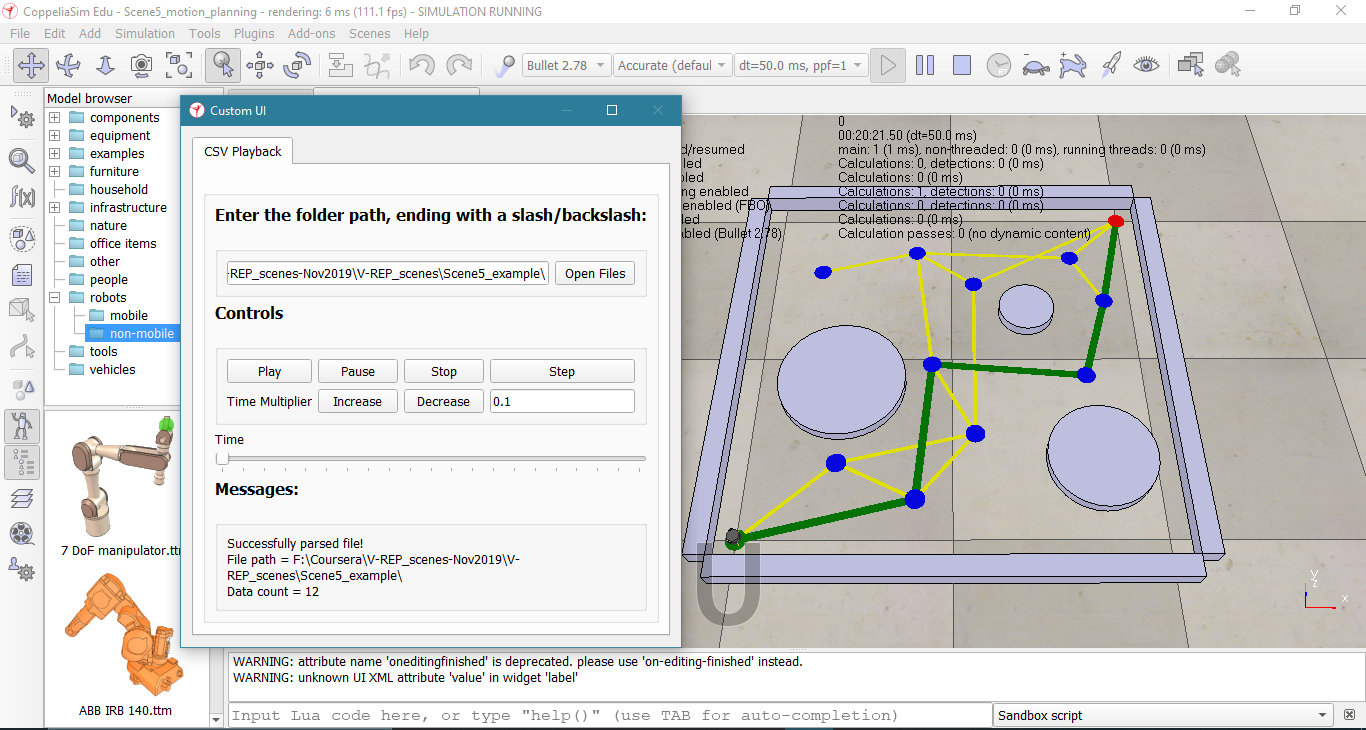 CoppeliaSim Edu - Scene5_motion_planning - rendering: 6 ms (111.1 fps) - SIMULATION RUNNING
File Edit Add Simulation Tools Plugins Add-ons Scenes Help
Bullet 2.78 Accurate (defaul dt=50.0 ms, ppf=1
Model browser
components
equipment
examples
furniture
household
infrastructure
nature
office items
other
people
robots
mobile
non-mobile
tools
vehicles
7 DoF manipulator.ttm
ABB IRB 140.ttm
Custom UI
CSV Playback
Enter the folder path, ending with a slash/backslash:
-REP_scenes-Nov2019\V-REP_scenes\Scene5_example\ Open Files
Controls
Play Pause Stop Step
Time Multiplier Increase Decrease 0.1
Time
Messages:
Successfully parsed file!
File path = F:\Coursera\V-REP_scenes-Nov2019\V-
REP_scenes\Scene5_example\
Data count = 12
0
00:20:21.50 (dt=50.0 ms)
d/resumed main: 1 (1 ms), non-threaded: 0 (0 ms), running threads: 0 (0 ms)
led Calculations: 0, detections: 0 (0 ms)
bled Calculations: 0 (0 ms)
ng enabled Calculations: 1, detections: 0 (0 ms)
enabled (FBO) Calculations: 0, detections: 0 (0 ms)
led Calculations: 0 (0 ms)
bled (Bullet 2.78) Calculation passes: 0 (no dynamic content)
U
y
z
x
WARNING: attribute name 'oneditingfinished' is deprecated. please use 'on-editing-finished' instead.
WARNING: unknown UI XML attribute 'value' in widget 'label'
Input Lua code here, or type "help()" (use TAB for auto-completion) Sandbox script